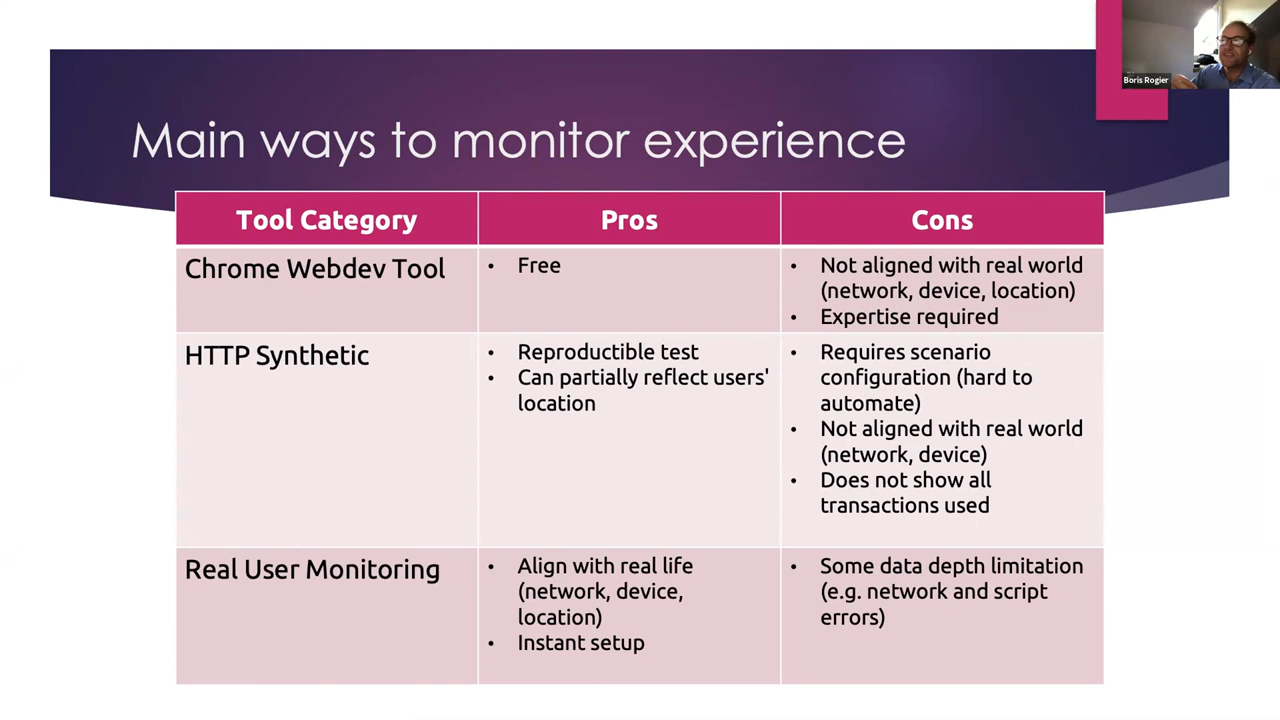 Boris Rogier
Main ways to monitor experience
Tool Category
Pros
Cons
Chrome Webdev Tool
• Free
• Not aligned with real world
(network, device, location)
• Expertise required
HTTP Synthetic
• Reproductible test
• Can partially reflect users'
location
• Requires scenario
configuration (hard to
automate)
• Not aligned with real world
(network, device)
• Does not show all
transactions used
Real User Monitoring
• Align with real life
(network, device,
location)
• Instant setup
• Some data depth limitation
(e.g. network and script
errors)